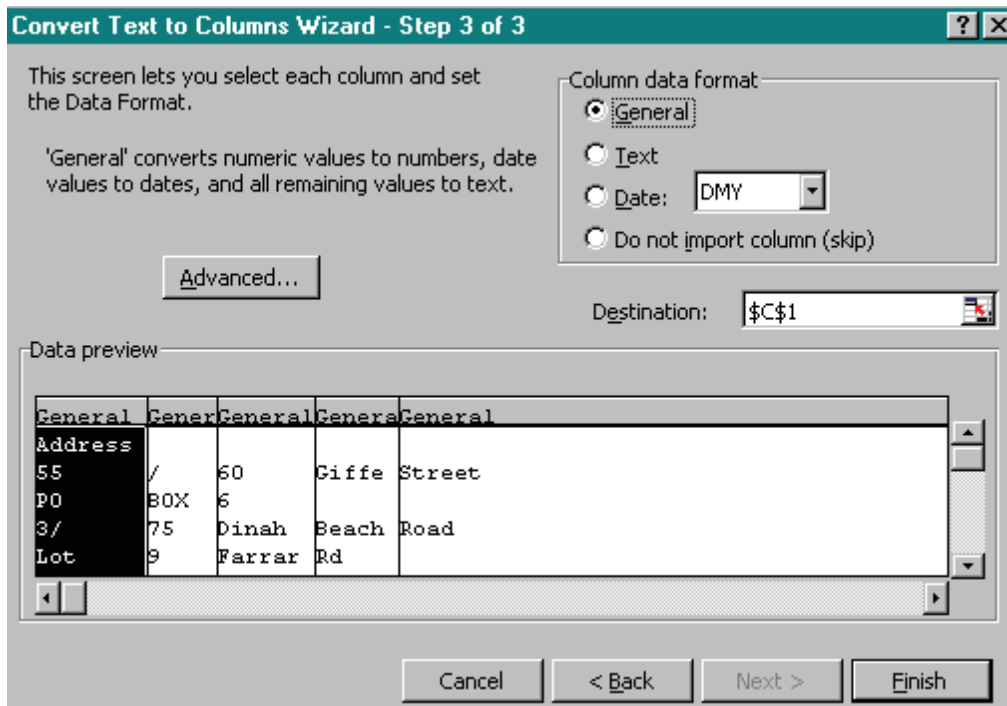 Convert Text to Columns Wizard - Step 3 of 3
This screen lets you select each column and set
the Data Format.
'General' converts numeric values to numbers, date
values to dates, and all remaining values to text.
Advanced...
Column data format
General
Text
Date: DMY
Do not import column (skip)
Destination: $C$1
Data preview
General GenerGeneralGeneraGeneral
Address
55 / 60 Giffe Street
PO BOX 6
3/ 75 Dinah Beach Road
Lot 9 Farrar Rd
Cancel < Back Next > Finish